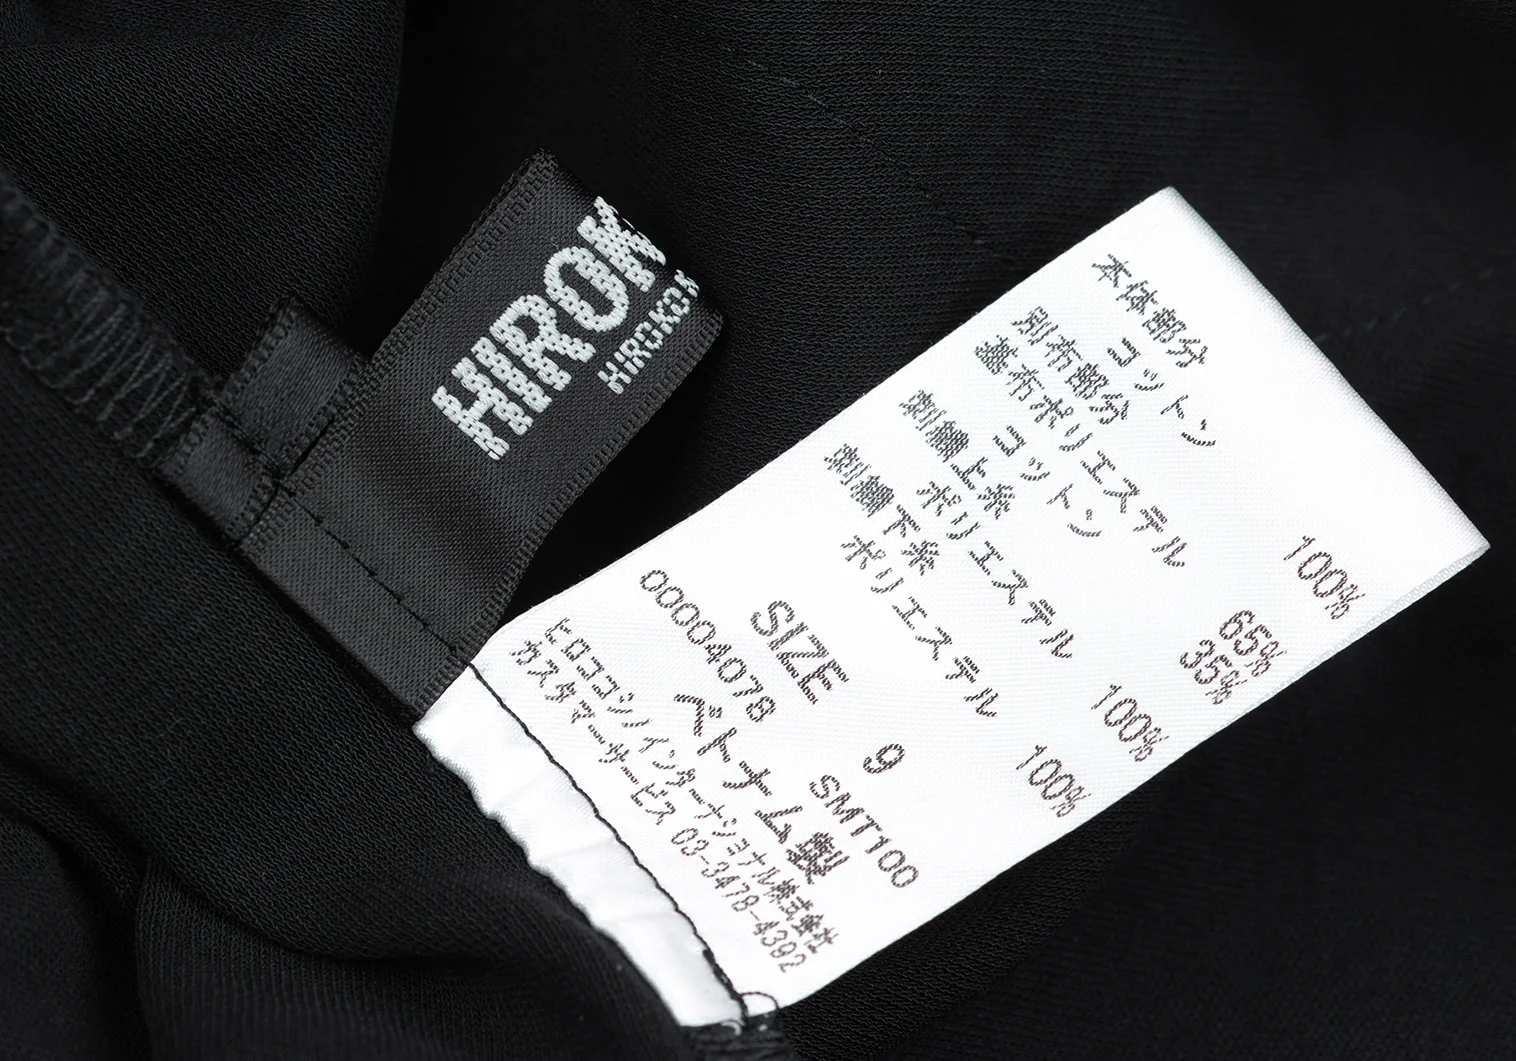 HIROK
HIROKOK
本体部分
コットン 100%
別布部分
基布ポリエステル 65%
コットン 35%
刺繍上糸
ポリエステル 100%
刺繍下糸
ポリエステル 100%
SIZE 9
00004078 SMT100
ベトナム製
ヒロココシノインターナショナル株式会社
カスタマーサービス 03-3478-4392